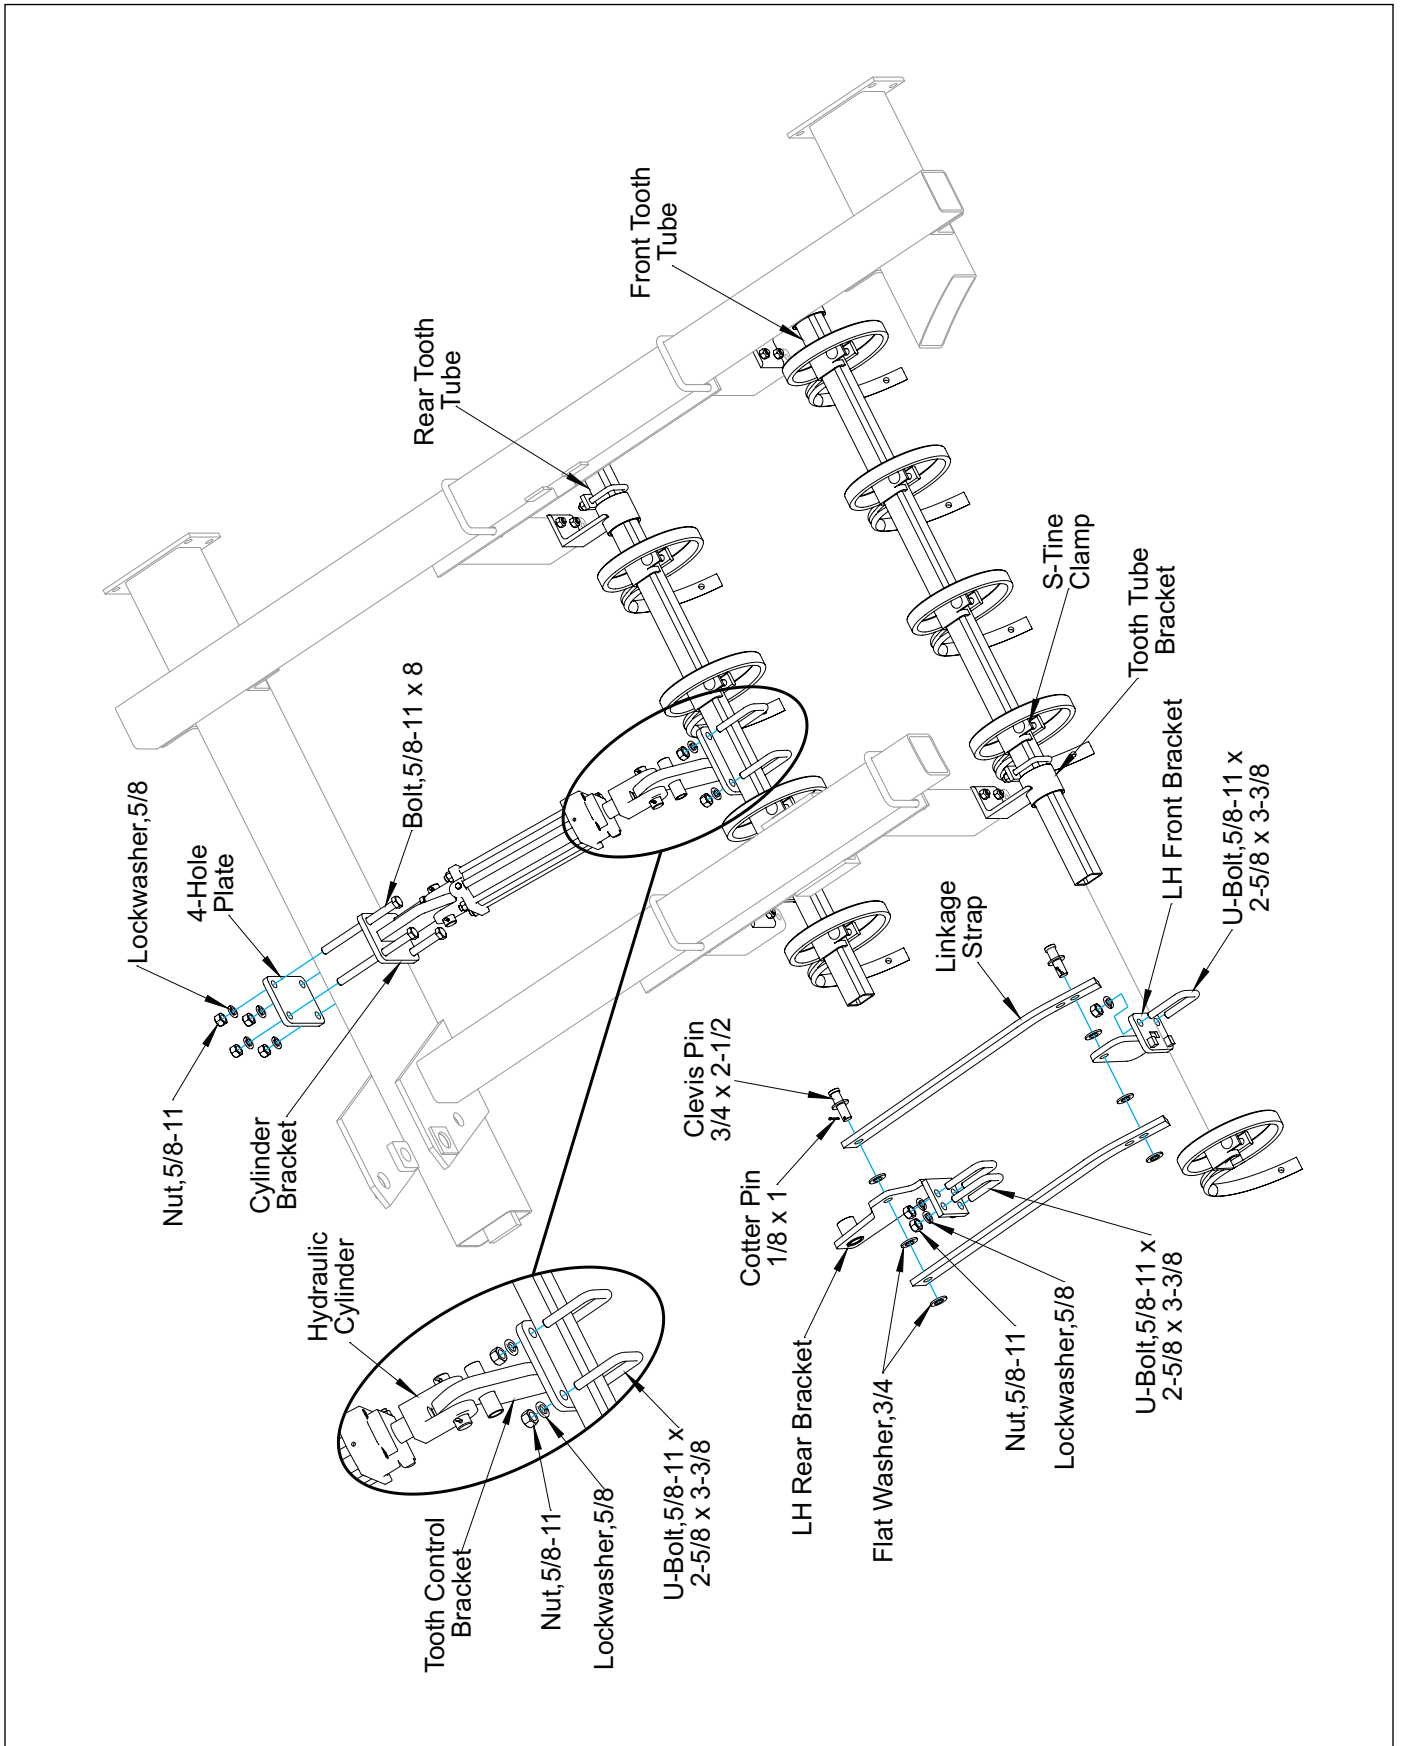 Front Tooth
Tube
Rear Tooth
Tube
S-Tine
Clamp
Tooth Tube
Bracket
LH Front Bracket
U-Bolt,5/8-11 x
2-5/8 x 3-3/8
Bolt,5/8-11 x 8
Lockwasher,5/8
4-Hole
Plate
Nut,5/8-11
Cylinder
Bracket
Linkage
Strap
Clevis Pin
3/4 x 2-1/2
Cotter Pin
1/8 x 1
Hydraulic
Cylinder
LH Rear Bracket
Flat Washer,3/4
Nut,5/8-11
Lockwasher,5/8
U-Bolt,5/8-11 x
2-5/8 x 3-3/8
Tooth Control
Bracket
Nut,5/8-11
Lockwasher,5/8
U-Bolt,5/8-11 x
2-5/8 x 3-3/8